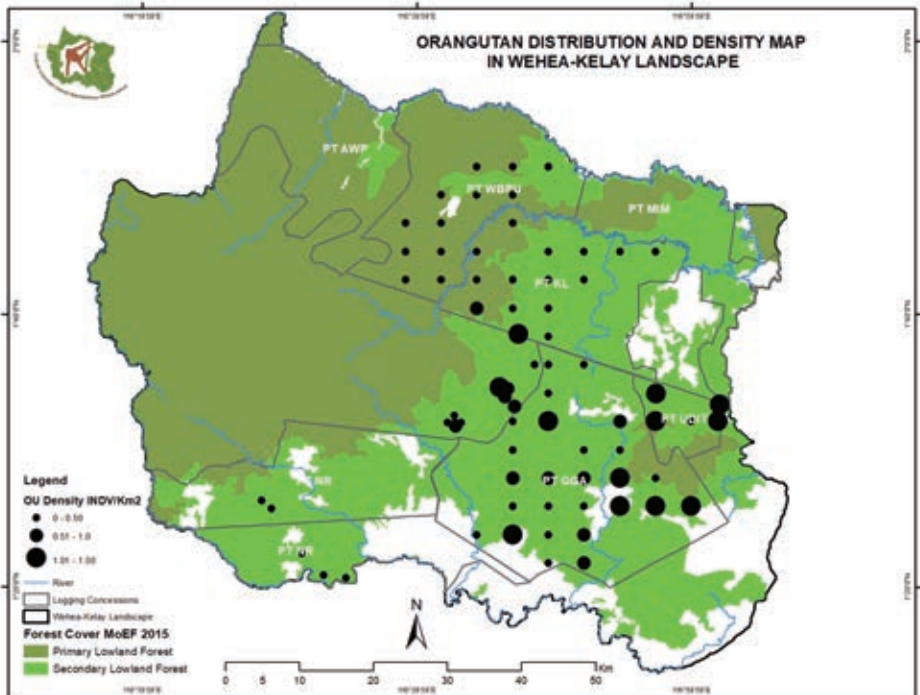 ORANGUTAN DISTRIBUTION AND DENSITY MAP
IN WEHEA-KELAY LANDSCAPE
PT AWP
PT WBPU
PT MIM
PT KL
PT GGA
NR
PT NR
Legend
OU Density INDV/Km2
0 - 0.50
0.51 - 1.0
1.01 - 1.50
River
Logging Concessions
Wehea-Kelay Landscape
Forest Cover MoEF 2015
Primary Lowland Forest
Secondary Lowland Forest
N
0 5 10 20 30 40 50 Km